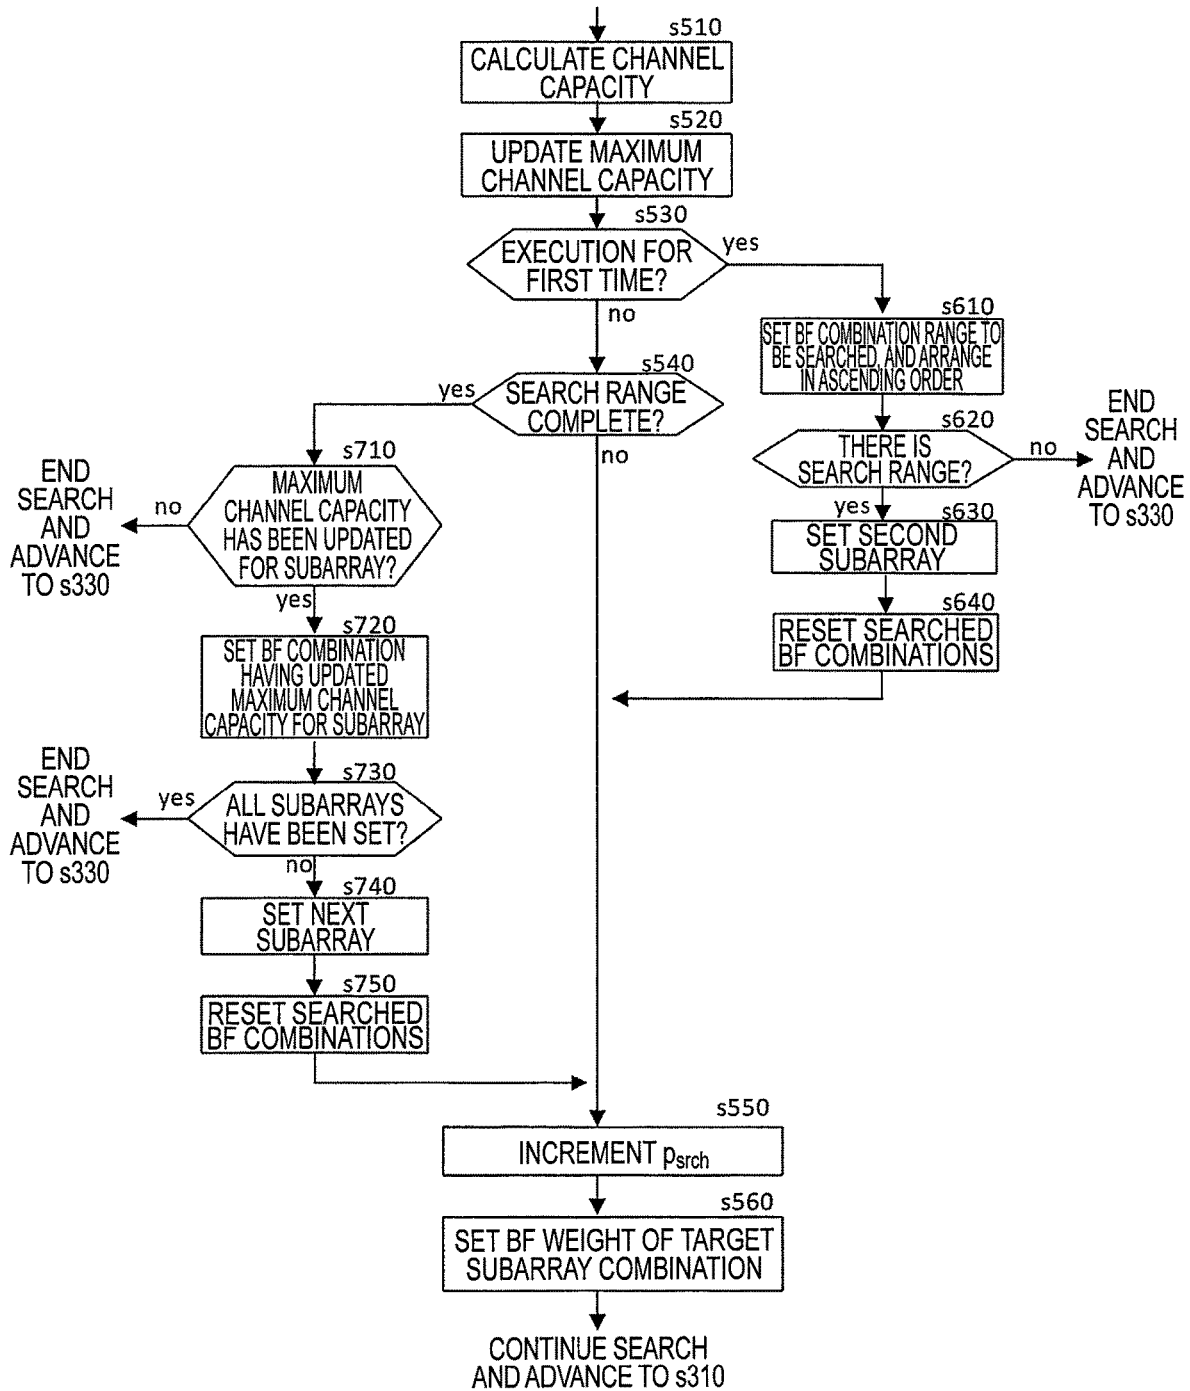 s510
CALCULATE CHANNEL
CAPACITY
s520
UPDATE MAXIMUM
CHANNEL CAPACITY
s530
EXECUTION FOR
FIRST TIME?
yes
no
s610
SET BF COMBINATION RANGE TO
BE SEARCHED, AND ARRANGE
IN ASCENDING ORDER
s540
SEARCH RANGE
COMPLETE?
yes
no
s620
THERE IS
SEARCH RANGE?
no
END
SEARCH
AND
ADVANCE
TO s330
yes
s630
SET SECOND
SUBARRAY
s640
RESET SEARCHED
BF COMBINATIONS
s710
MAXIMUM
CHANNEL CAPACITY
HAS BEEN UPDATED
FOR SUBARRAY?
no
END
SEARCH
AND
ADVANCE
TO s330
yes
s720
SET BF COMBINATION
HAVING UPDATED
MAXIMUM CHANNEL
CAPACITY FOR SUBARRAY
s730
ALL SUBARRAYS
HAVE BEEN SET?
yes
END
SEARCH
AND
ADVANCE
TO s330
no
s740
SET NEXT
SUBARRAY
s750
RESET SEARCHED
BF COMBINATIONS
s550
INCREMENT psrch
s560
SET BF WEIGHT OF TARGET
SUBARRAY COMBINATION
CONTINUE SEARCH
AND ADVANCE TO s310